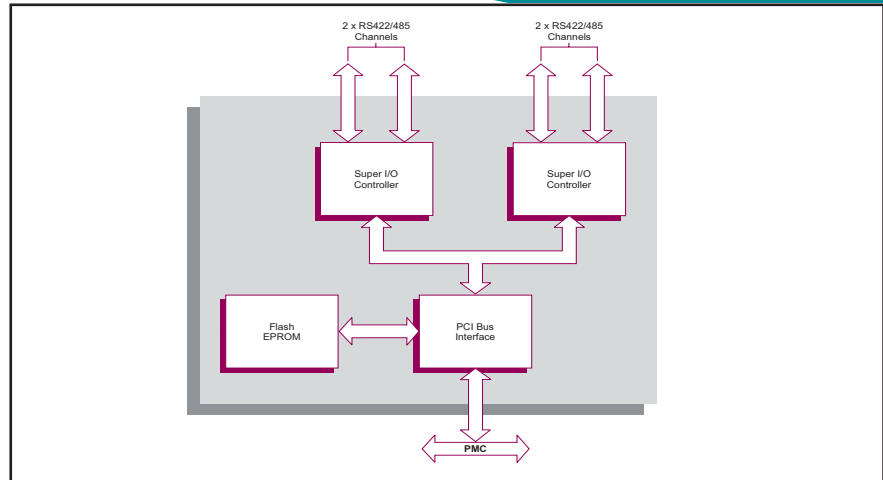 2 x RS422/485
Channels
2 x RS422/485
Channels
Super I/O
Controller
Super I/O
Controller
Flash
EPROM
PCI Bus
Interface
PMC